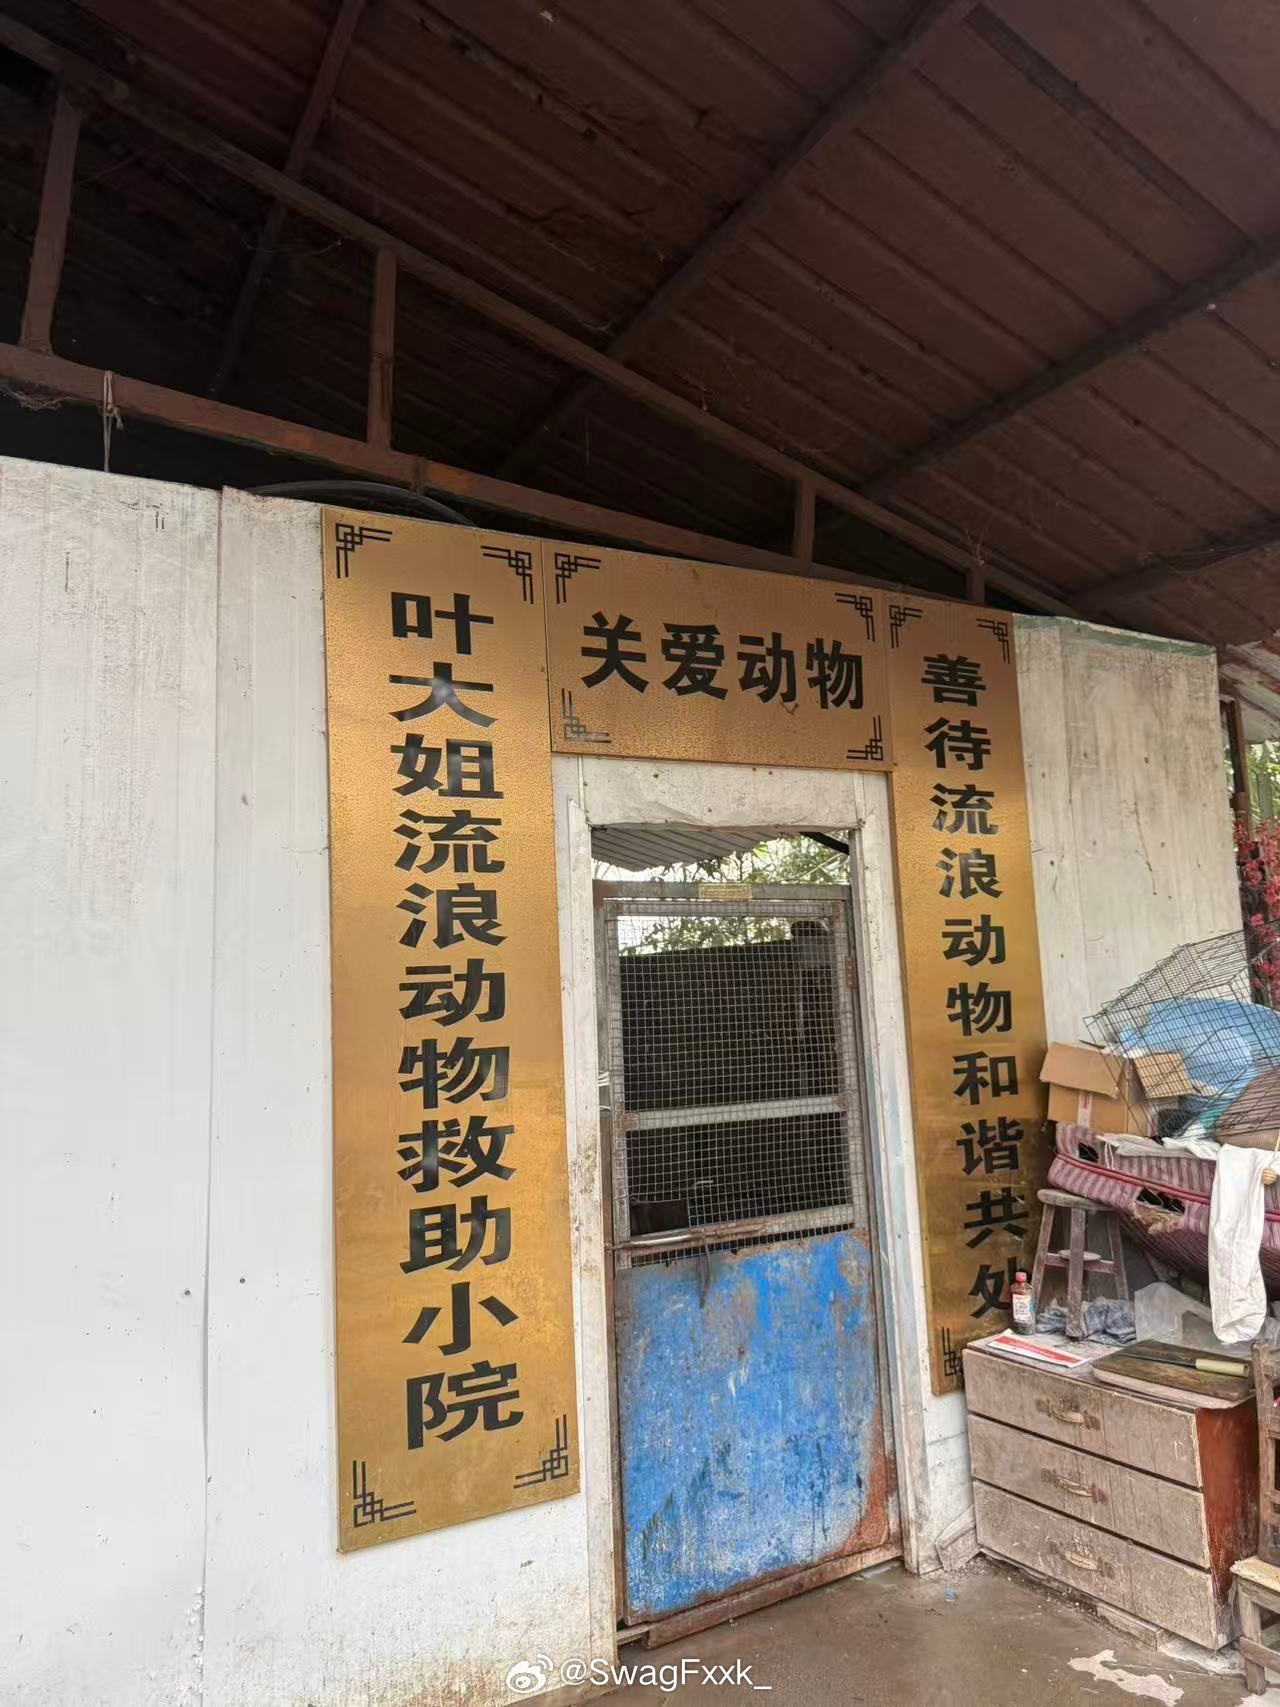 关爱动物
叶大姐流浪动物救助小院
善待流浪动物和谐共处
@SwagFxxk_